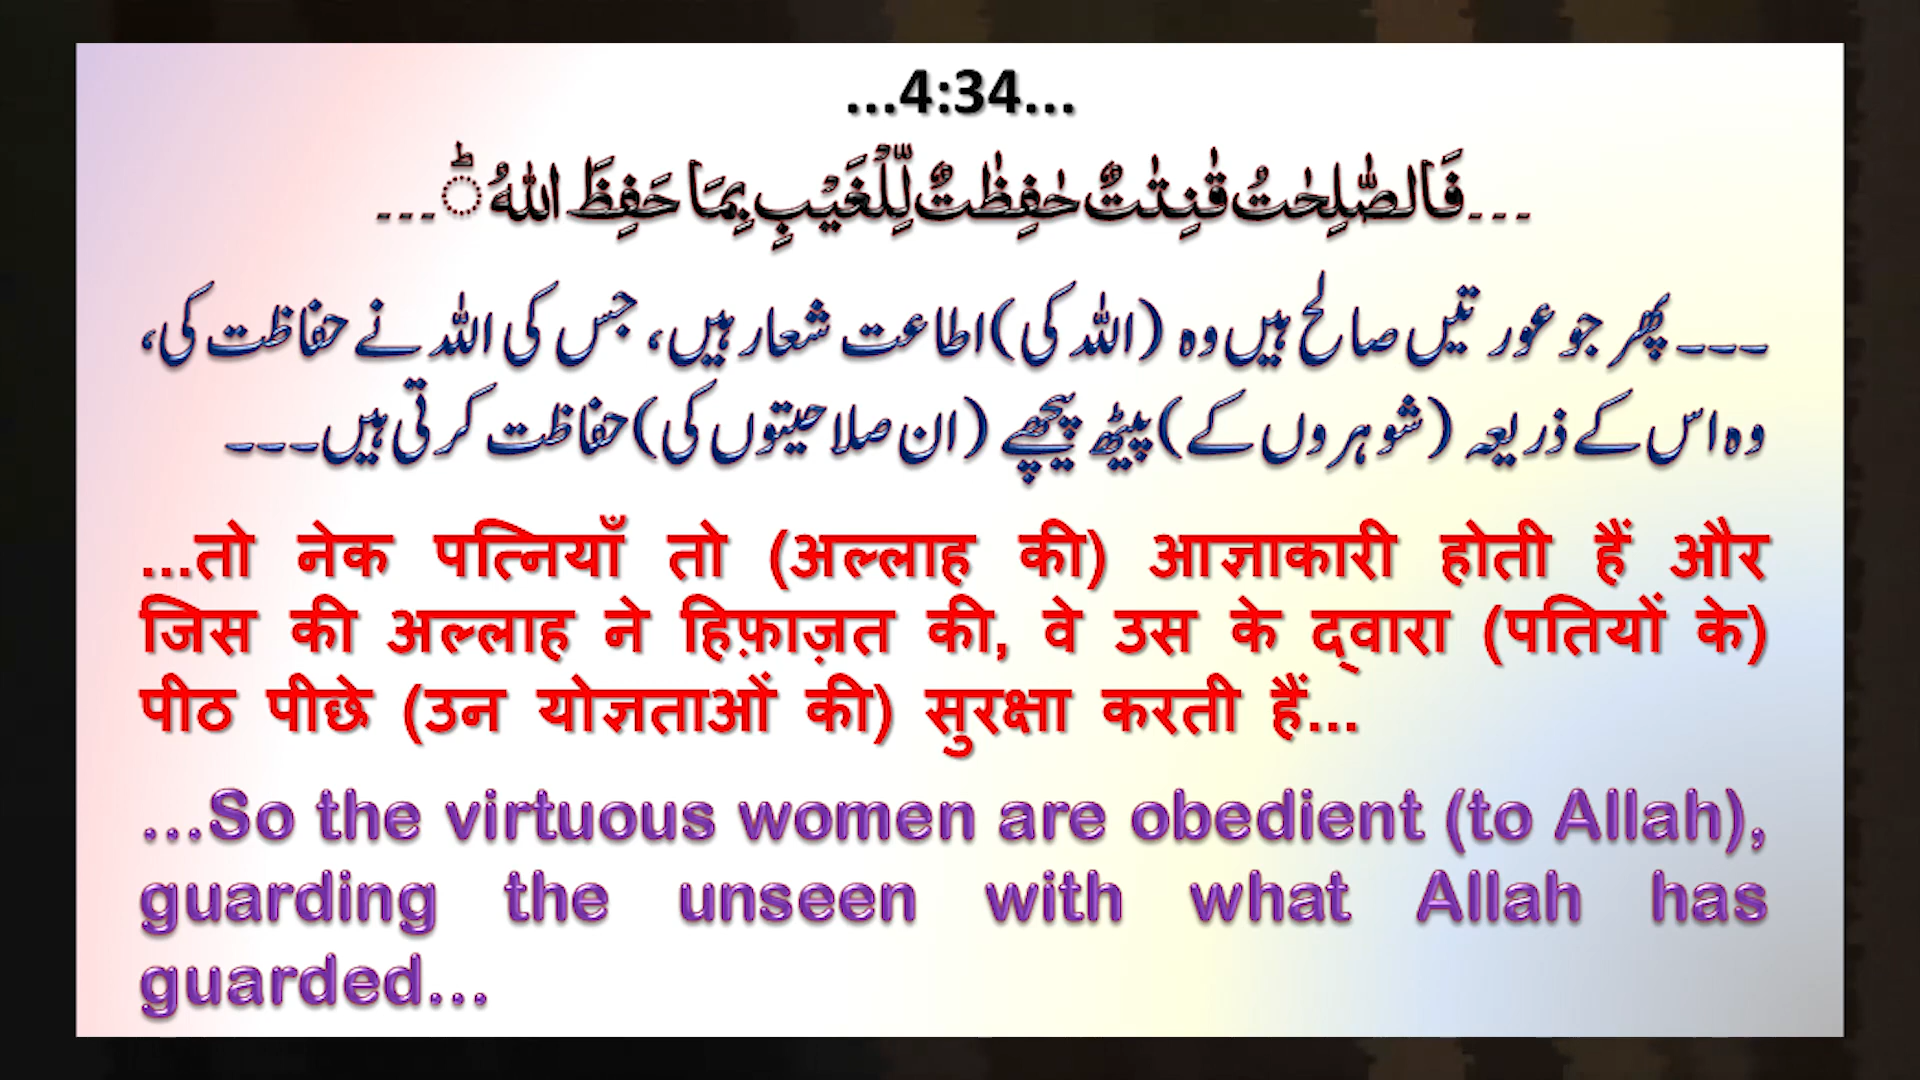 ...4:34...
---فَالصّٰلِحٰتُ قٰنِتٰتٌ حٰفِظٰتٌ لِّلْغَيْبِ بِمَا حَفِظَ اللّٰهُ ؕ---
--- پھر جو عورتیں صالح ہیں وہ (اللہ کی) اطاعت شعار ہیں، جس کی اللہ نے حفاظت کی،
وہ اس کے ذریعہ (شوہروں کے) پیٹھ پیچھے (ان صلاحیتوں کی) حفاظت کرتی ہیں---
...तो नेक पत्नियाँ तो (अल्लाह की) आज्ञाकारी होती हैं और
जिस की अल्लाह ने हिफ़ाज़त की, वे उस के द्वारा (पतियों के)
पीठ पीछे (उन योज्ञताओं की) सुरक्षा करती हैं...
...So the virtuous women are obedient (to Allah),
guarding the unseen with what Allah has
guarded...